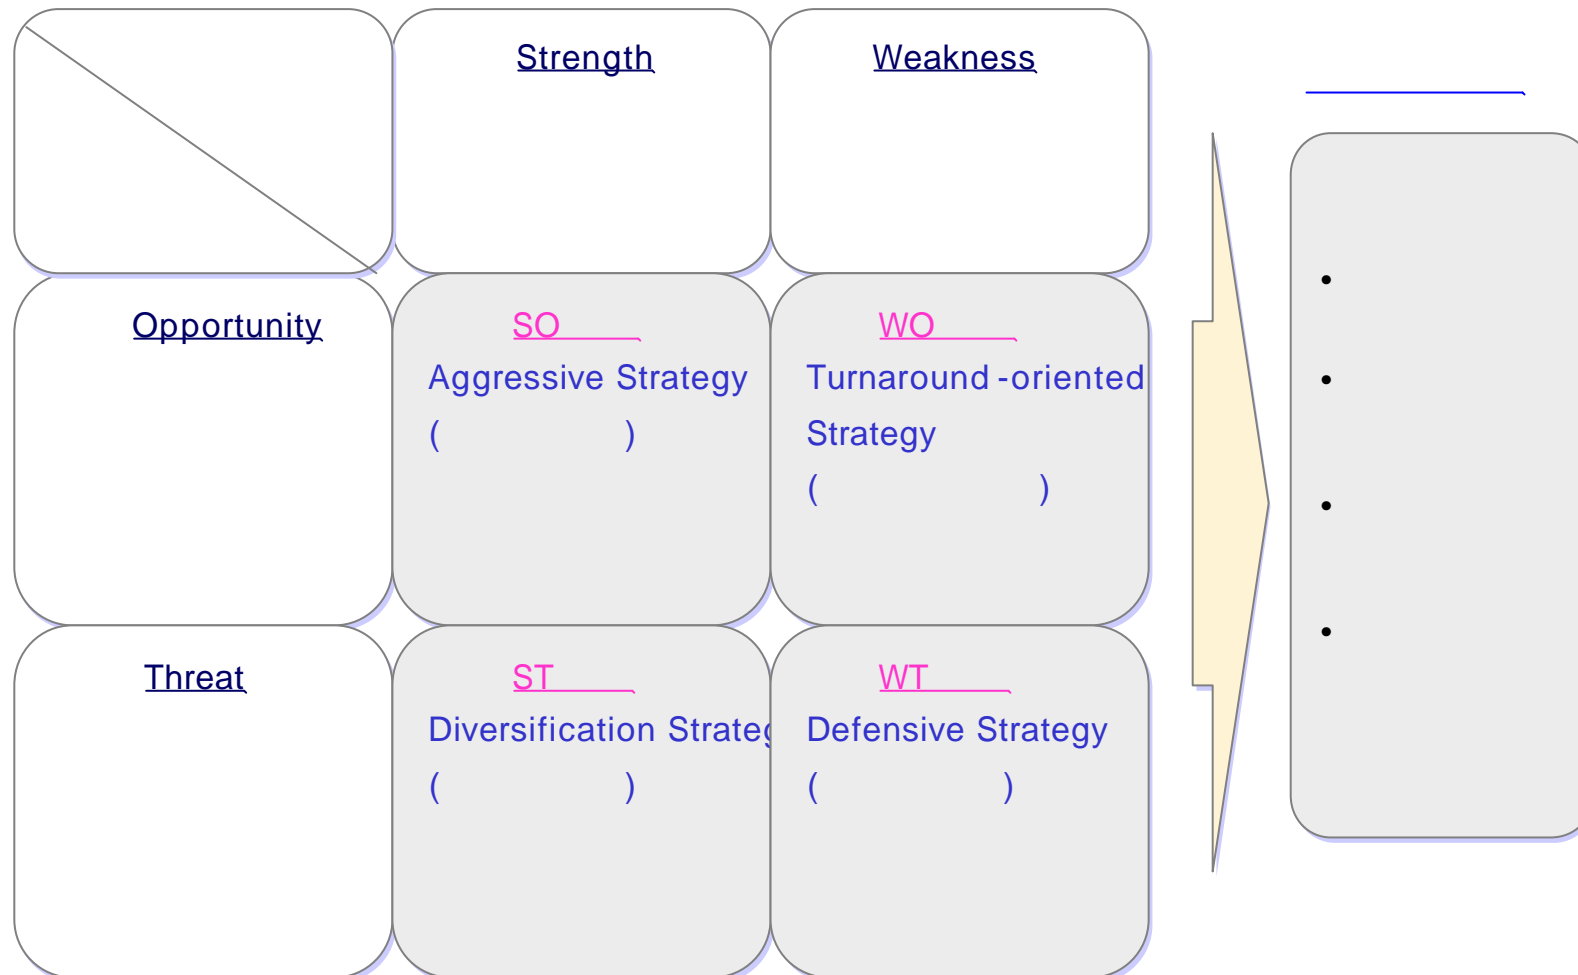 Strength
Weakness
Opportunity
SO
Aggressive Strategy
( )
WO
Turnaround -oriented
Strategy
( )
Threat
ST
Diversification Strateg
( )
WT
Defensive Strategy
( )
•
•
•
•